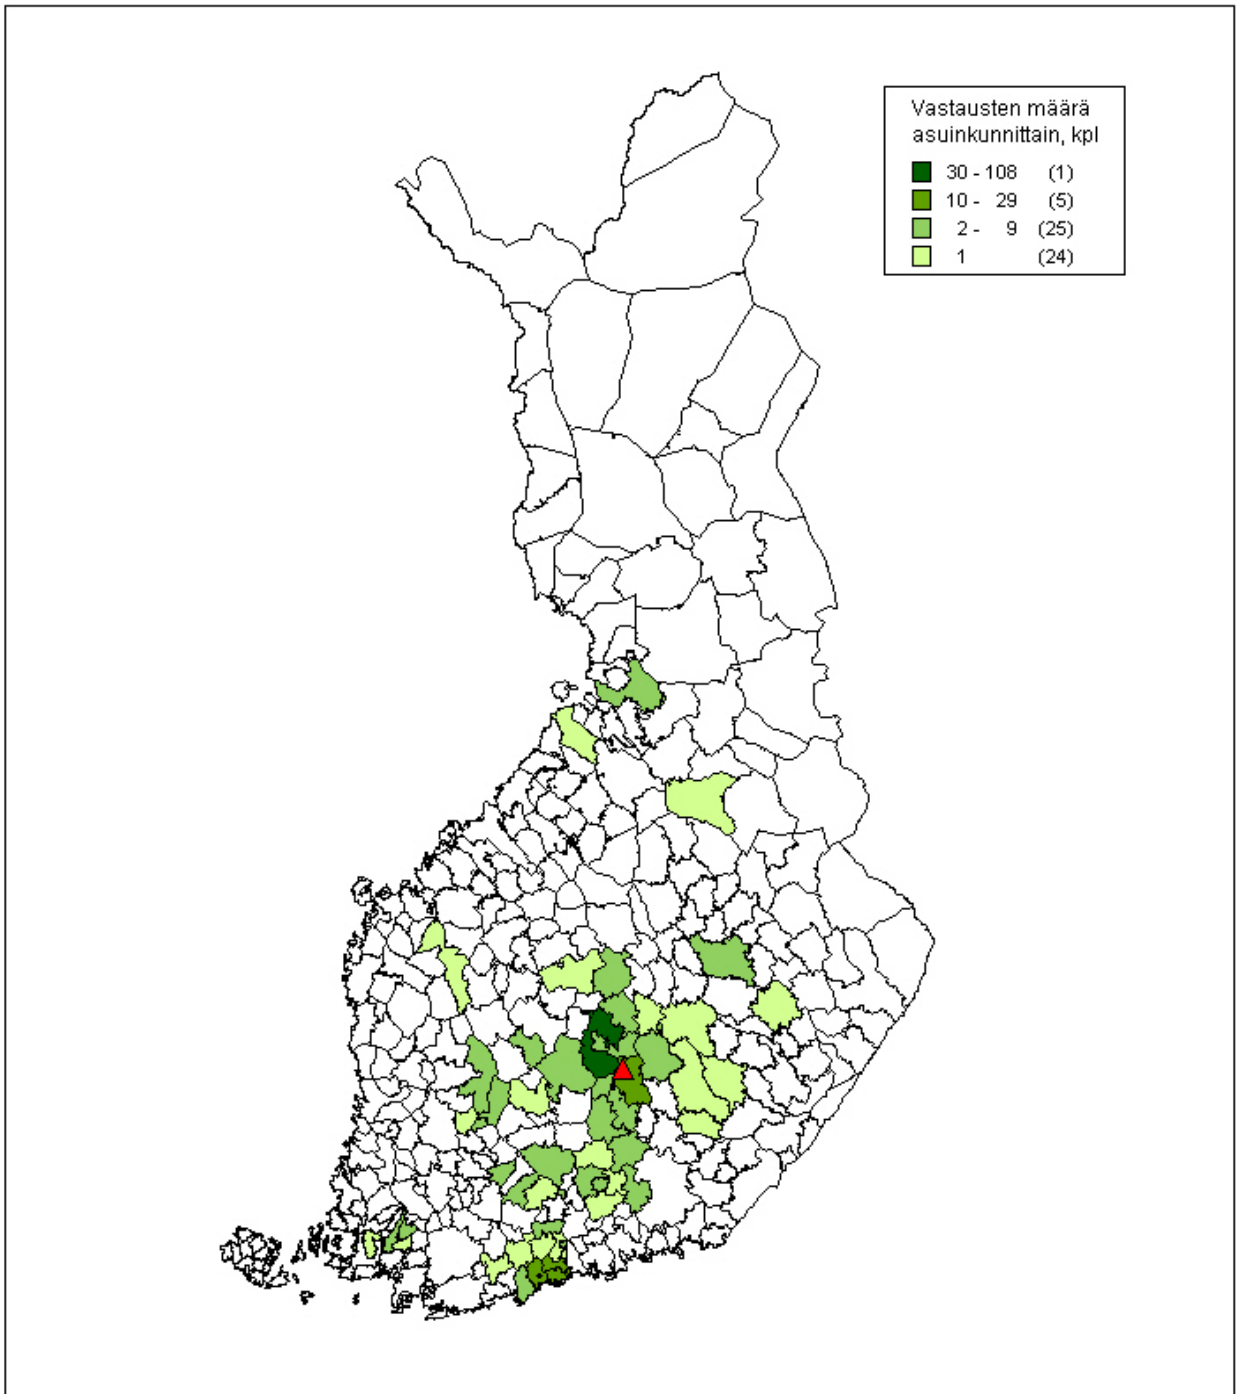 Vastausten määrä
asuinkunnittain, kpl
30 - 108 (1)
10 - 29 (5)
2 - 9 (25)
1 (24)